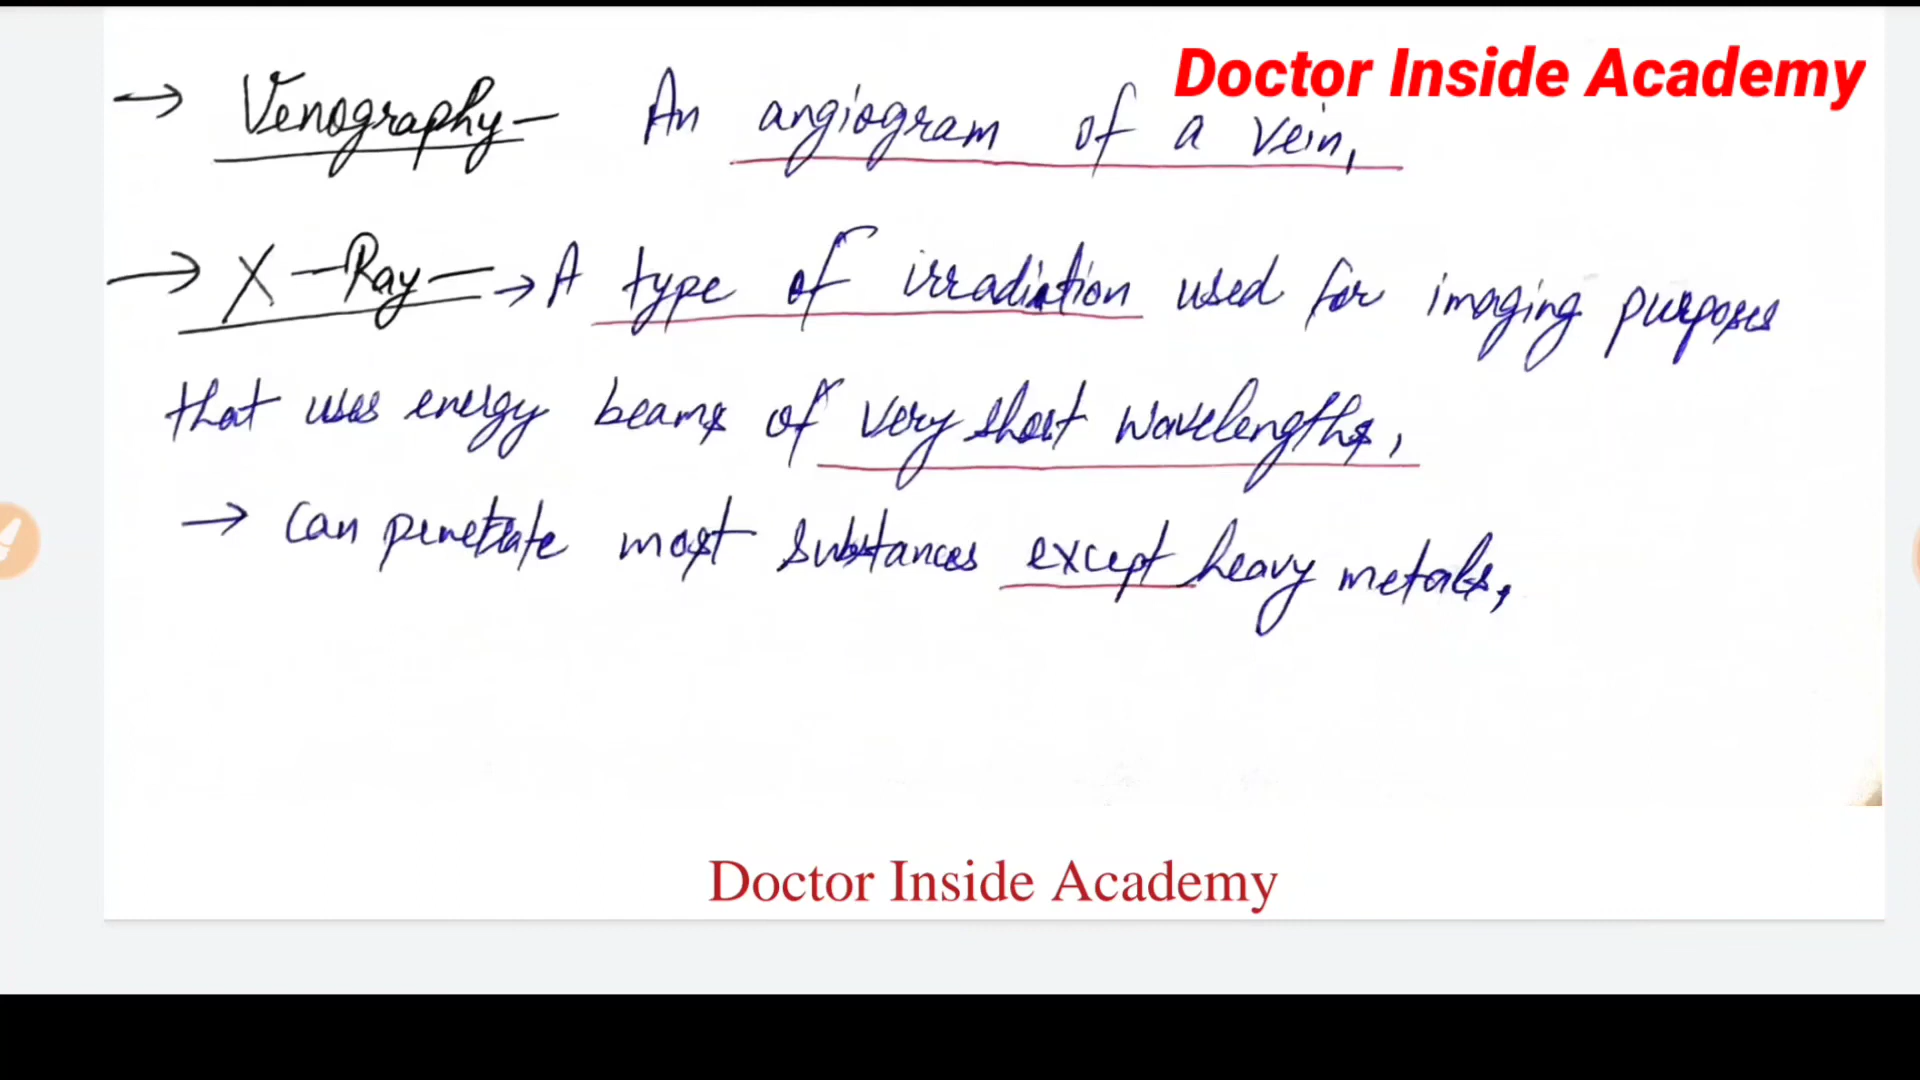 Doctor Inside Academy
→ Venography - An angiogram of a vein,
→ X-Ray - → A type of irradiation used for imaging purposes
that uses energy beams of very short wavelengths,
→ Can penetrate most substances except heavy metals,
Doctor Inside Academy